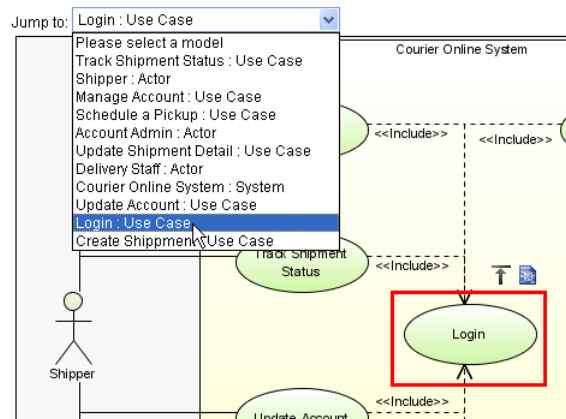 Jump to: Login : Use Case
Please select a model
Track Shipment Status : Use Case
Shipper : Actor
Manage Account : Use Case
Schedule a Pickup : Use Case
Account Admin : Actor
Update Shipment Detail : Use Case
Delivery Staff : Actor
Courier Online System : System
Update Account : Use Case
Login : Use Case
Create Shippment : Use Case
Courier Online System
<<Include>>
<<Include>>
Track Shipment
Status
<<Include>>
Login
Shipper
<<Include>>
Update Account